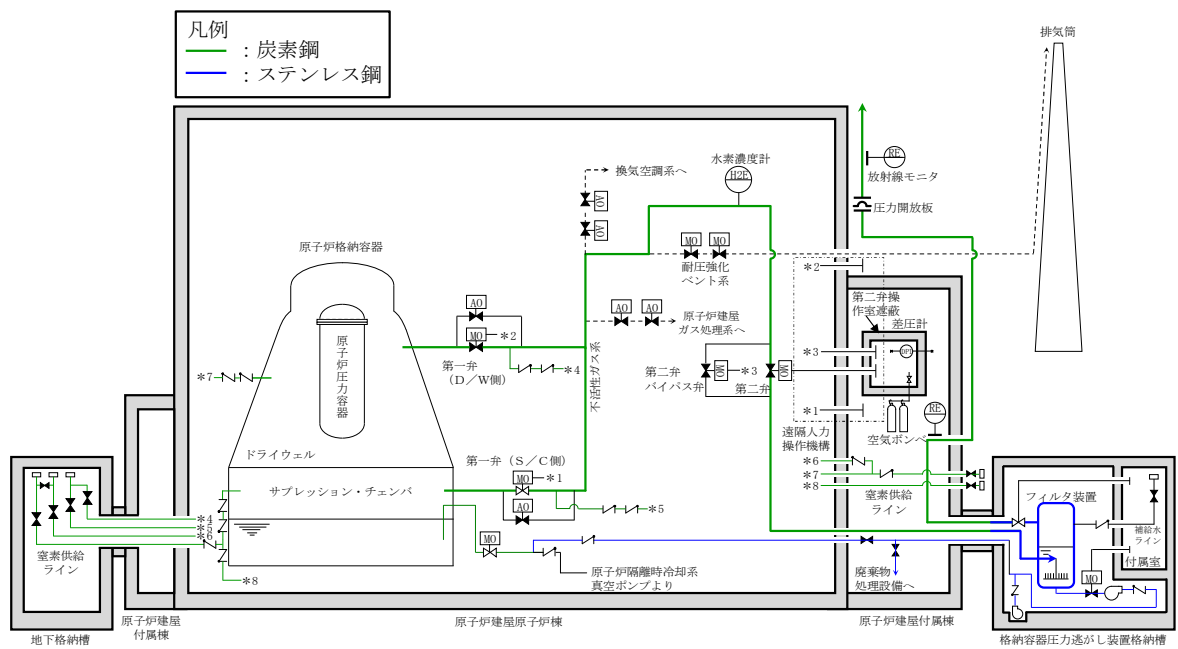 凡例
：炭素鋼
：ステンレス鋼
排気筒
RE
放射線モニタ
圧力開放板
水素濃度計
H2E
換気空調系へ
AO
AO
原子炉格納容器
MO
MO
耐圧強化
ベント系
＊2
AO
MO
＊2
AO
AO
原子炉建屋
ガス処理系へ
第二弁操
作室遮蔽
差圧計
DPI
原子炉圧力容器
第一弁
（D／W側）
＊4
不活性ガス系
第二弁
バイパス弁
MO
＊3
第二弁
MO
＊3
＊7
＊1
RE
空気ボンベ
遠隔人力
操作機構
ドライウェル
第一弁（S／C側）
サプレッション・チェンバ
MO
＊1
AO
＊5
＊6
＊7
＊8
窒素供給
ライン
フィルタ装置
補給水
ライン
付属室
MO
＊4
＊5
＊6
＊8
窒素供給
ライン
MO
原子炉隔離時冷却系
真空ポンプより
廃棄物
処理設備へ
地下格納槽
原子炉建屋
付属棟
原子炉建屋原子炉棟
原子炉建屋付属棟
格納容器圧力逃がし装置格納槽